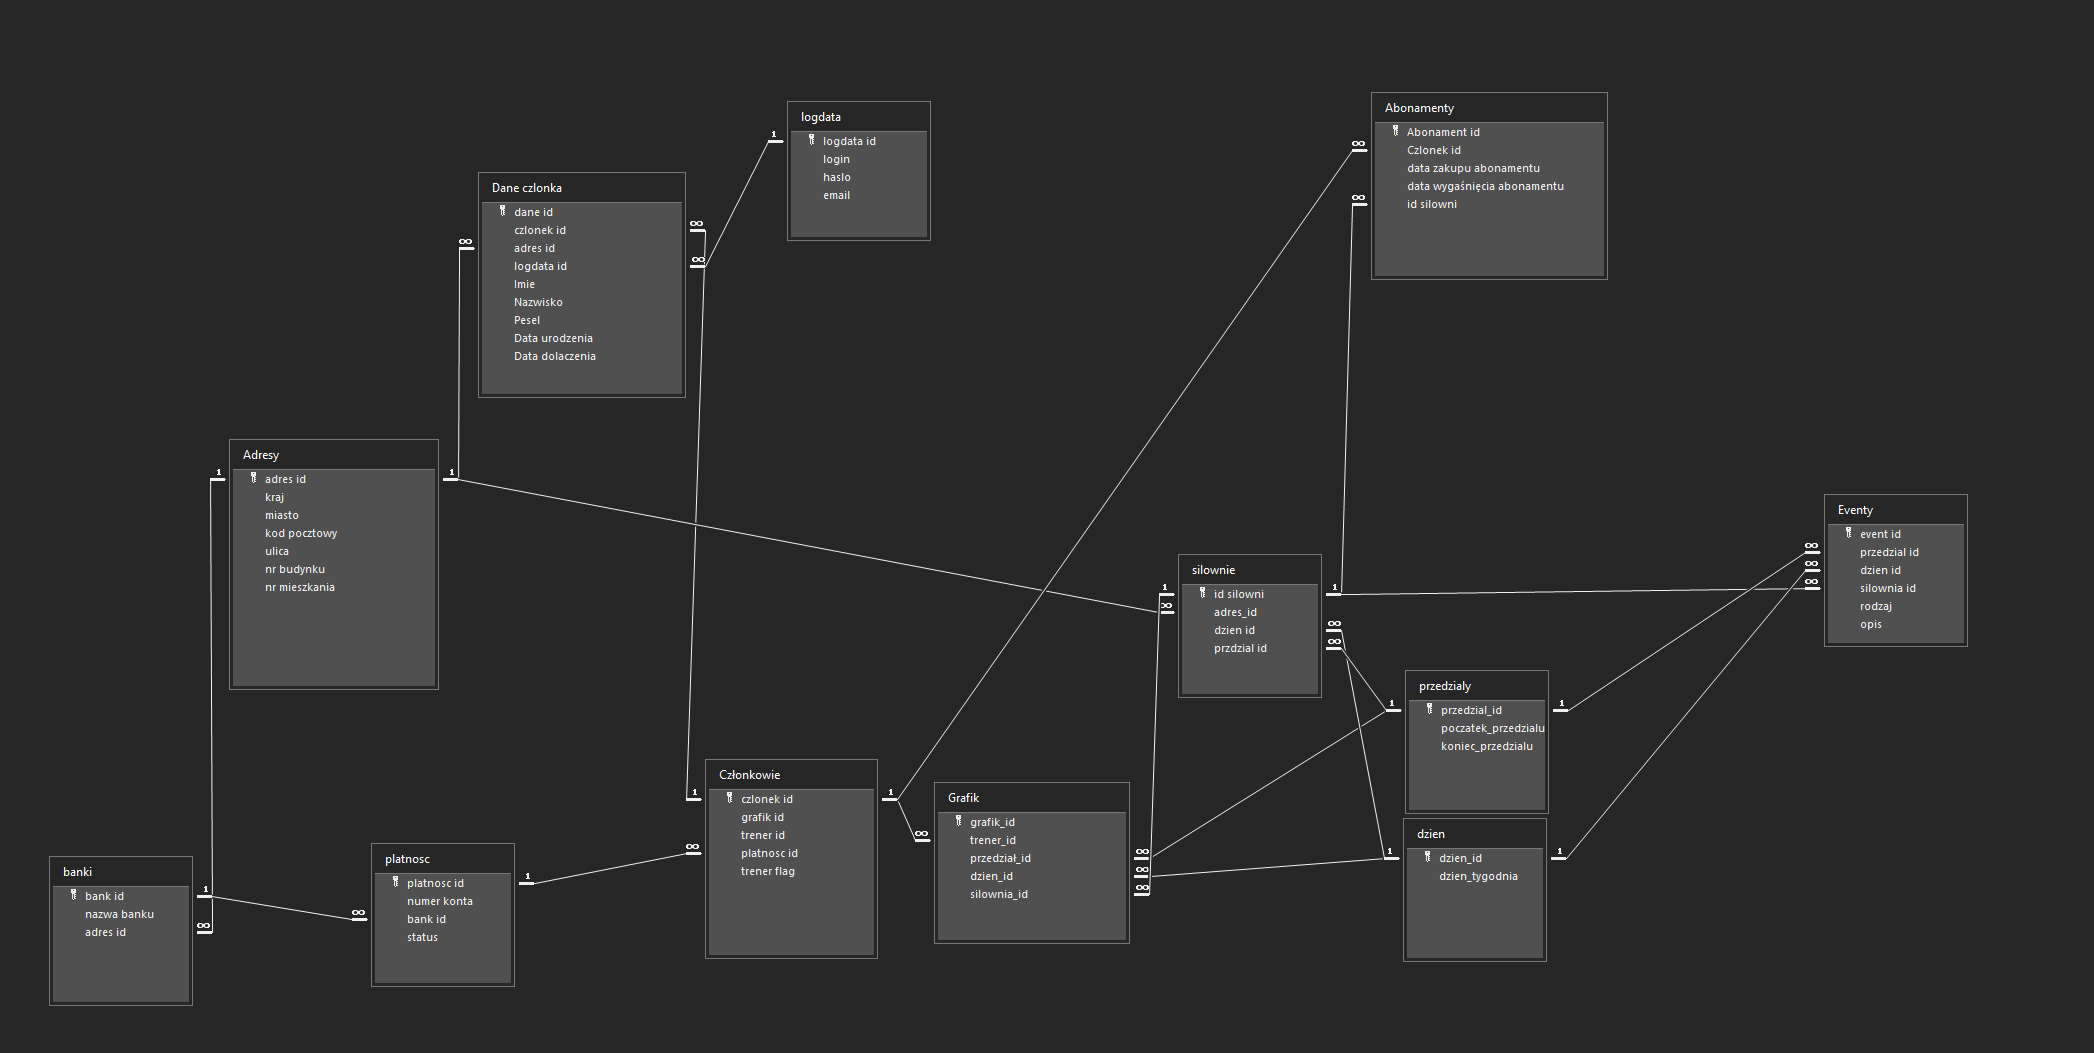 logdata
logdata id
login
haslo
email
Abonamenty
Abonament id
Czlonek id
data zakupu abonamentu
data wygaśnięcia abonamentu
id silowni
Dane czlonka
dane id
czlonek id
adres id
logdata id
Imie
Nazwisko
Pesel
Data urodzenia
Data dolaczenia
Adresy
adres id
kraj
miasto
kod pocztowy
ulica
nr budynku
nr mieszkania
silownie
id silowni
adres_id
dzien id
przdzial id
Eventy
event id
przedzial id
dzien id
silownia id
rodzaj
opis
przedzialy
przedzial_id
poczatek_przedzialu
koniec_przedzialu
dzien
dzien_id
dzien_tygodnia
Członkowie
czlonek id
grafik id
trener id
platnosc id
trener flag
Grafik
grafik_id
trener_id
przedział_id
dzien_id
silownia_id
platnosc
platnosc id
numer konta
bank id
status
banki
bank id
nazwa banku
adres id
1
∞
1
∞
∞
1
∞
1
∞
∞
1
∞
1
1
∞
1
∞
∞
1
∞
∞
∞
1
1
1
1
∞
1
∞
∞
∞
∞
1
∞
1
∞